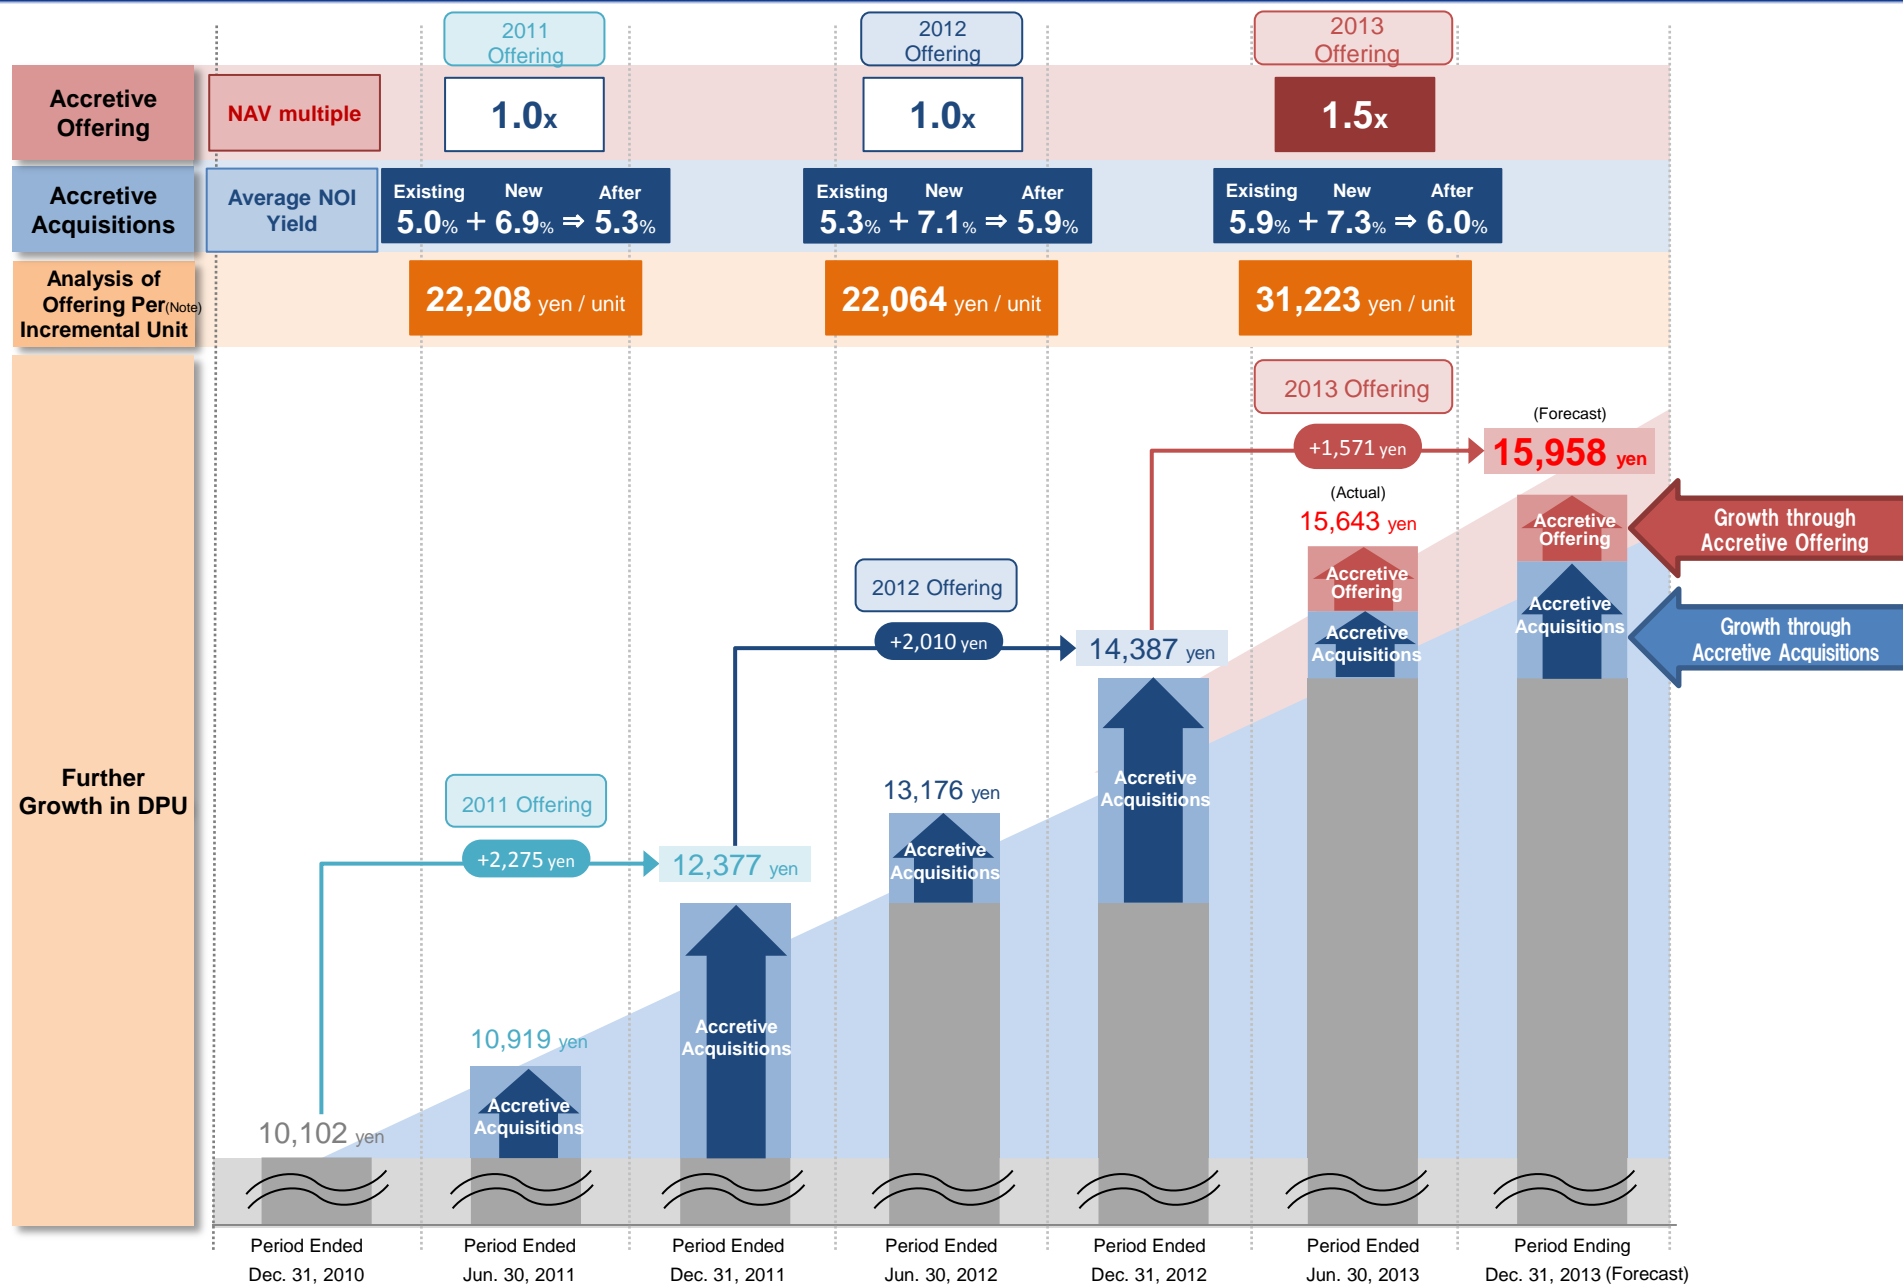 2011
Offering
2012
Offering
2013
Offering
Accretive
Offering
NAV multiple
1.0x
1.0x
1.5x
Accretive
Acquisitions
Average NOI
Yield
Existing New After
5.0% + 6.9% ⇒ 5.3%
Existing New After
5.3% + 7.1% ⇒ 5.9%
Existing New After
5.9% + 7.3% ⇒ 6.0%
Analysis of
Offering Per(Note)
Incremental Unit
22,208 yen / unit
22,064 yen / unit
31,223 yen / unit
Further
Growth in DPU
2013 Offering
+1,571 yen
(Forecast)
15,958 yen
(Actual)
15,643 yen
Accretive
Offering
Accretive
Acquisitions
Accretive
Offering
Accretive
Acquisitions
Growth through
Accretive Offering
Growth through
Accretive Acquisitions
2012 Offering
+2,010 yen
14,387 yen
Accretive
Acquisitions
13,176 yen
Accretive
Acquisitions
2011 Offering
+2,275 yen
12,377 yen
Accretive
Acquisitions
10,919 yen
Accretive
Acquisitions
10,102 yen
Period Ended
Dec. 31, 2010
Period Ended
Jun. 30, 2011
Period Ended
Dec. 31, 2011
Period Ended
Jun. 30, 2012
Period Ended
Dec. 31, 2012
Period Ended
Jun. 30, 2013
Period Ending
Dec. 31, 2013 (Forecast)